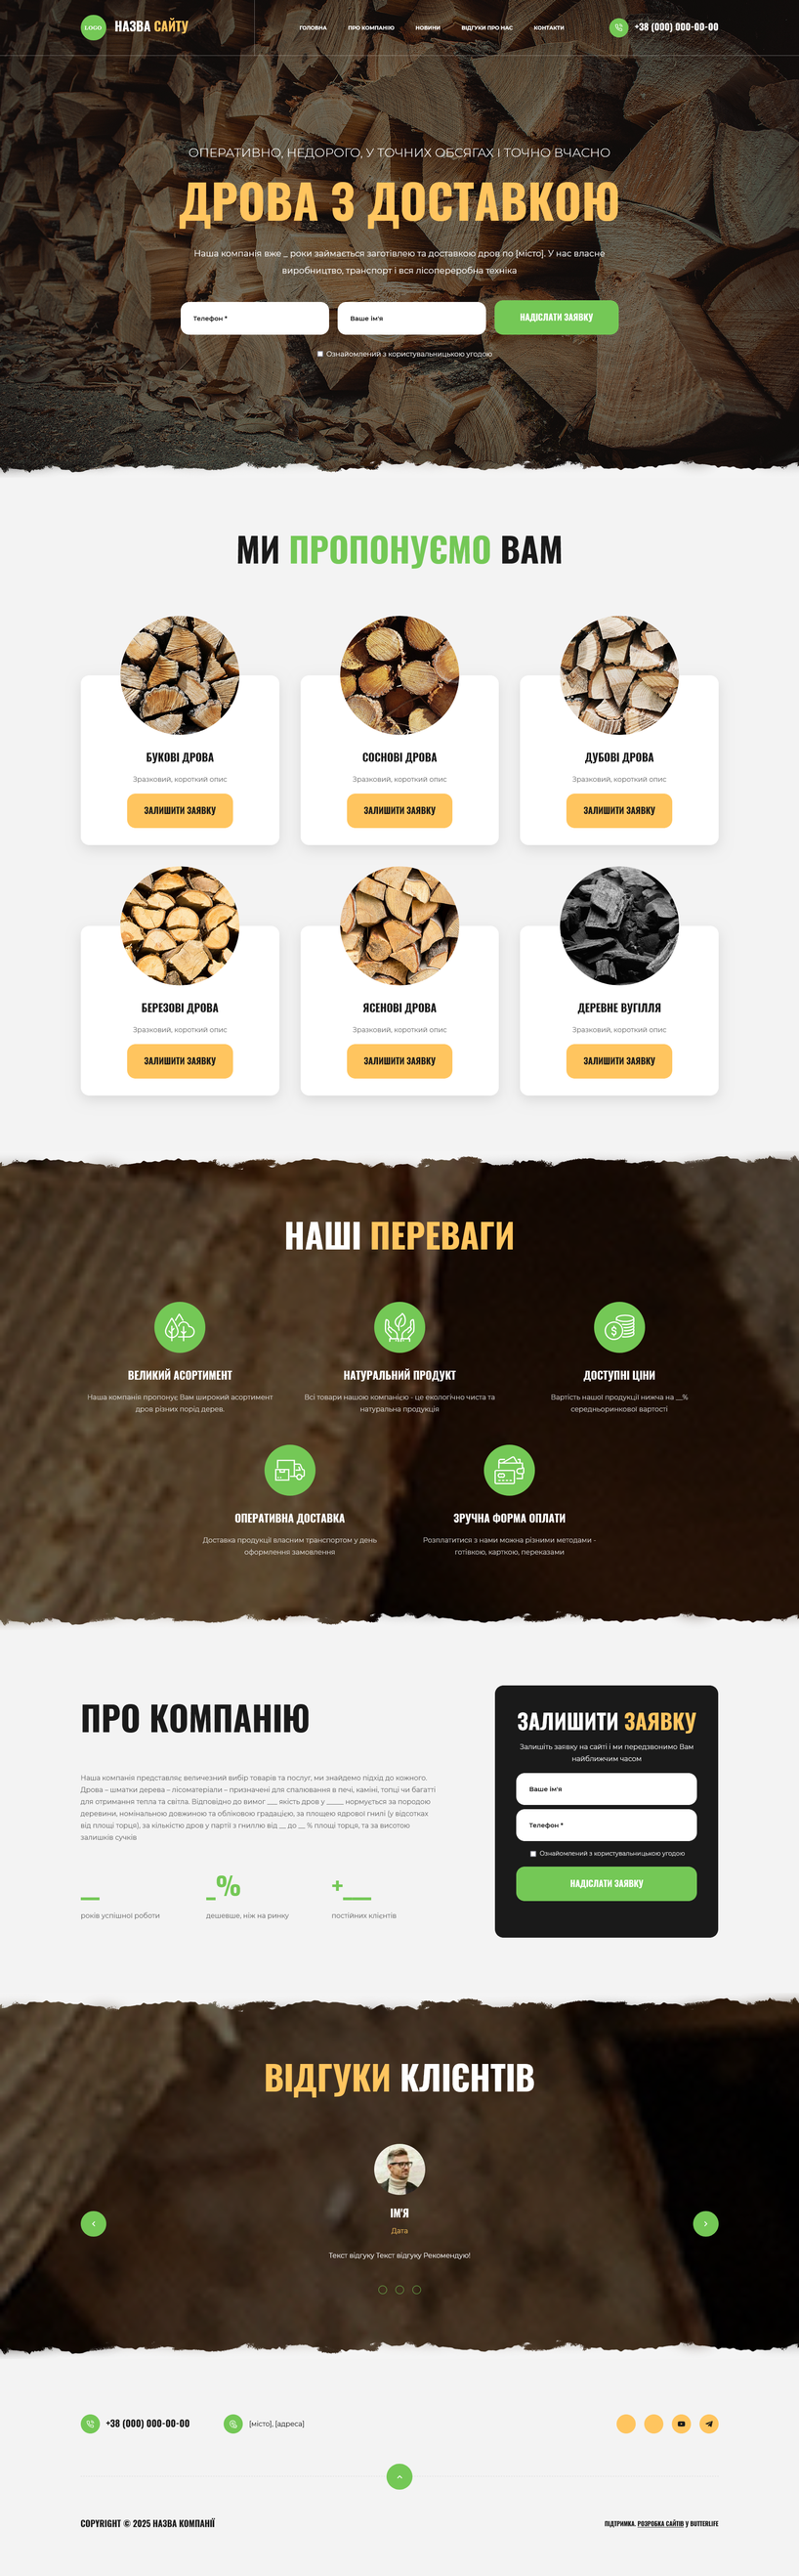 LOGO НАЗВА САЙТУ
ГОЛОВНА ПРО КОМПАНІЮ НОВИНИ ВІДГУКИ ПРО НАС КОНТАКТИ
+38 (000) 000-00-00
ОПЕРАТИВНО, НЕДОРОГО, У ТОЧНИХ ОБСЯГАХ І ТОЧНО ВЧАСНО
ДРОВА З ДОСТАВКОЮ
Наша компанія вже _ роки займається заготівлею та доставкою дров по [місто]. У нас власне
виробництво, транспорт і вся лісопереробна техніка
Телефон *
Ваше ім'я
НАДІСЛАТИ ЗАЯВКУ
Ознайомлений з користувальницькою угодою
МИ ПРОПОНУЄМО ВАМ
БУКОВІ ДРОВА
Зразковий, короткий опис
ЗАЛИШИТИ ЗАЯВКУ
СОСНОВІ ДРОВА
Зразковий, короткий опис
ЗАЛИШИТИ ЗАЯВКУ
ДУБОВІ ДРОВА
Зразковий, короткий опис
ЗАЛИШИТИ ЗАЯВКУ
БЕРЕЗОВІ ДРОВА
Зразковий, короткий опис
ЗАЛИШИТИ ЗАЯВКУ
ЯСЕНОВІ ДРОВА
Зразковий, короткий опис
ЗАЛИШИТИ ЗАЯВКУ
ДЕРЕВНЕ ВУГІЛЛЯ
Зразковий, короткий опис
ЗАЛИШИТИ ЗАЯВКУ
НАШІ ПЕРЕВАГИ
ВЕЛИКИЙ АСОРТИМЕНТ
Наша компанія пропонує Вам широкий асортимент
дров різних порід дерев.
НАТУРАЛЬНИЙ ПРОДУКТ
Всі товари нашою компанією - це екологічно чиста та
натуральна продукція
ДОСТУПНІ ЦІНИ
Вартість нашої продукції нижча на __%
середньоринкової вартості
ОПЕРАТИВНА ДОСТАВКА
Доставка продукції власним транспортом у день
оформлення замовлення
ЗРУЧНА ФОРМА ОПЛАТИ
Розплатитися з нами можна різними методами -
готівкою, карткою, переказами
ПРО КОМПАНІЮ
Наша компанія представляє величезний вибір товарів та послуг, ми знайдемо підхід до кожного.
Дрова – шматки дерева – лісоматеріали – призначені для спалювання в печі, каміні, топці чи багатті
для отримання тепла та світла. Відповідно до вимог ___ якість дров у _____ нормується за породою
деревини, номінальною довжиною та обліковою градацією, за площею ядрової гнилі (у відсотках
від площі торця), за кількістю дров у партії з гниллю від __ до __ % площі торця, та за висотою
залишків сучків
__
років успішної роботи
_%
дешевше, ніж на ринку
+___
постійних клієнтів
ЗАЛИШИТИ ЗАЯВКУ
Залишіть заявку на сайті і ми передзвонимо Вам
найближчим часом
Ваше ім'я
Телефон *
Ознайомлений з користувальницькою угодою
НАДІСЛАТИ ЗАЯВКУ
ВІДГУКИ КЛІЄНТІВ
ІМ'Я
Дата
Текст відгуку Текст відгуку Рекомендую!
+38 (000) 000-00-00
[місто], [адреса]
COPYRIGHT © 2025 НАЗВА КОМПАНІЇ
ПІДТРИМКА. РОЗРОБКА САЙТІВ У BUTTERLIFE